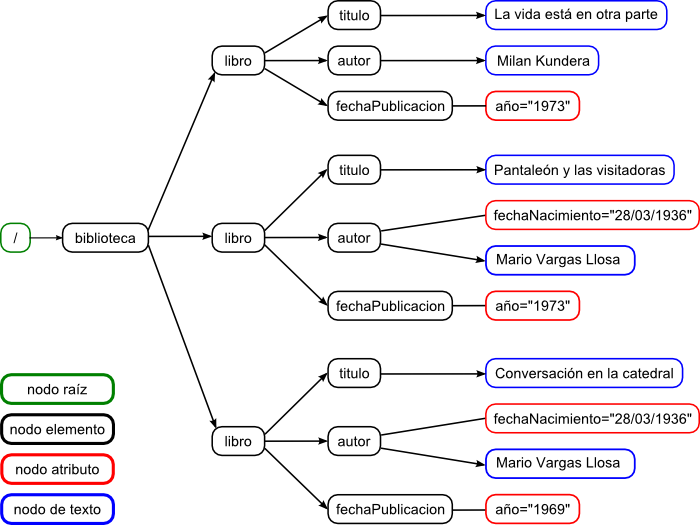 titulo
La vida está en otra parte
libro
autor
Milan Kundera
fechaPublicacion
año="1973"
titulo
Pantaleón y las visitadoras
fechaNacimiento="28/03/1936"
/
biblioteca
libro
autor
Mario Vargas Llosa
fechaPublicacion
año="1973"
titulo
Conversación en la catedral
nodo raíz
fechaNacimiento="28/03/1936"
nodo elemento
libro
autor
Mario Vargas Llosa
nodo atributo
fechaPublicacion
año="1969"
nodo de texto